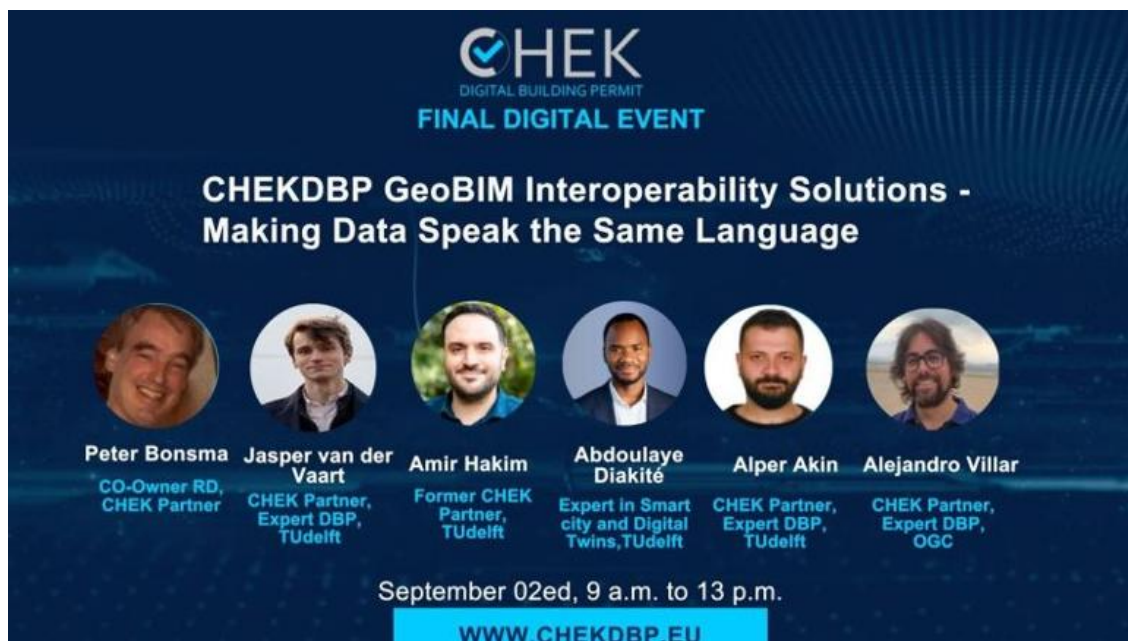 CHEK
DIGITAL BUILDING PERMIT
FINAL DIGITAL EVENT
CHEKDBP GeoBIM Interoperability Solutions -
Making Data Speak the Same Language
Peter Bonsma
CO-Owner RD,
CHEK Partner
Jasper van der
Vaart
CHEK Partner,
Expert DBP,
TUdelft
Amir Hakim
Former CHEK
Partner,
TUdelft
Abdoulaye
Diakité
Expert in Smart
city and Digital
Twins,TUdelft
Alper Akin
CHEK Partner,
Expert DBP,
TUdelft
Alejandro Villar
CHEK Partner,
Expert DBP,
OGC
September 02ed, 9 a.m. to 13 p.m.
WWW.CHEKDBP.EU